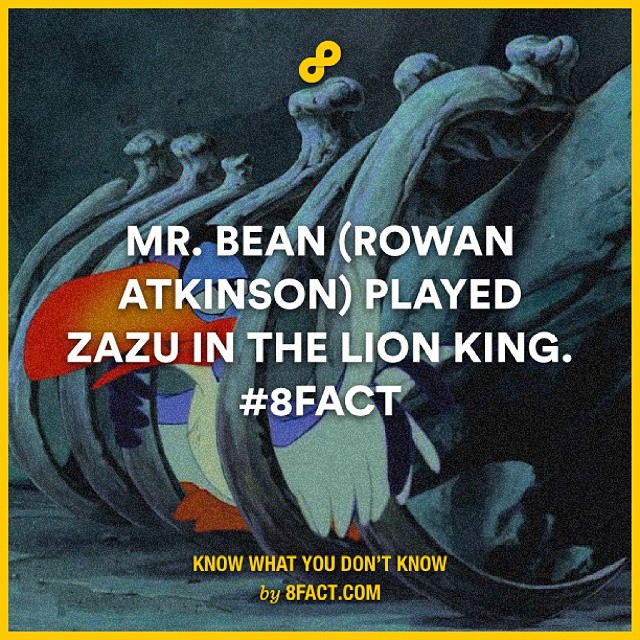 MR. BEAN (ROWAN
ATKINSON) PLAYED
ZAZU IN THE LION KING.
#8FACT
KNOW WHAT YOU DON'T KNOW
by 8FACT.COM